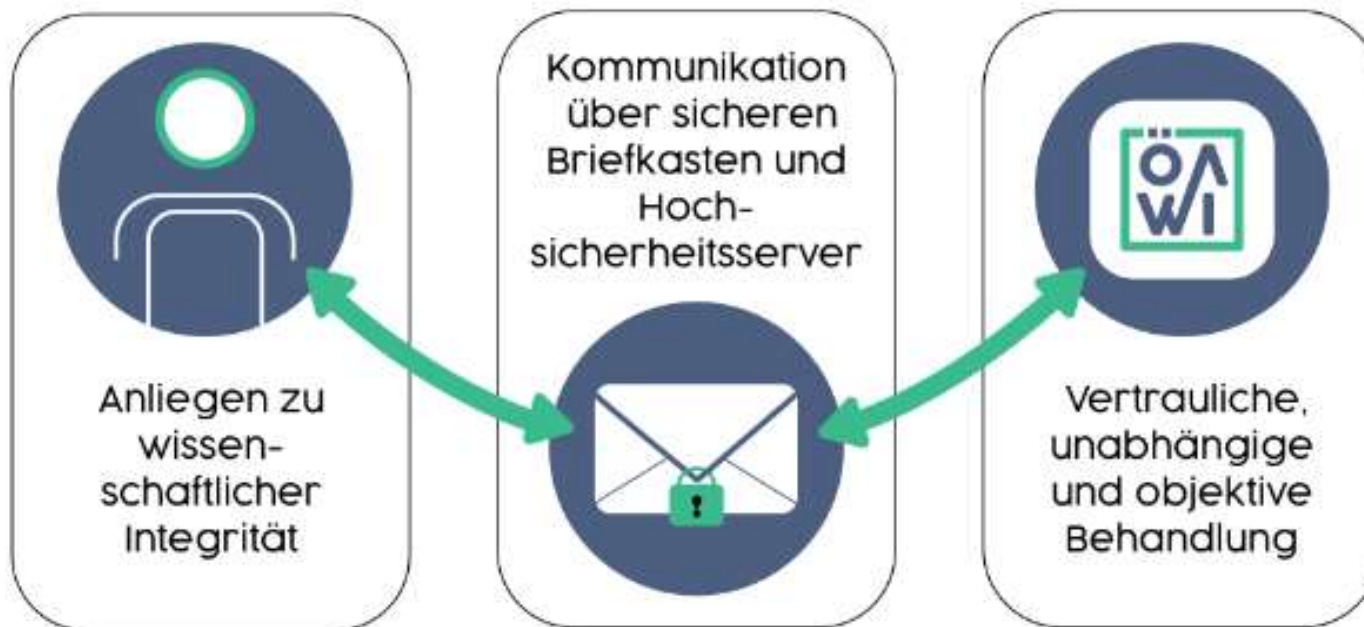 Anliegen zu
wissen-
schaftlicher
Integrität
Kommunikation
über sicheren
Briefkasten und
Hoch-
sicherheitsserver
ÖA
WI
Vertrauliche,
unabhängige
und objektive
Behandlung